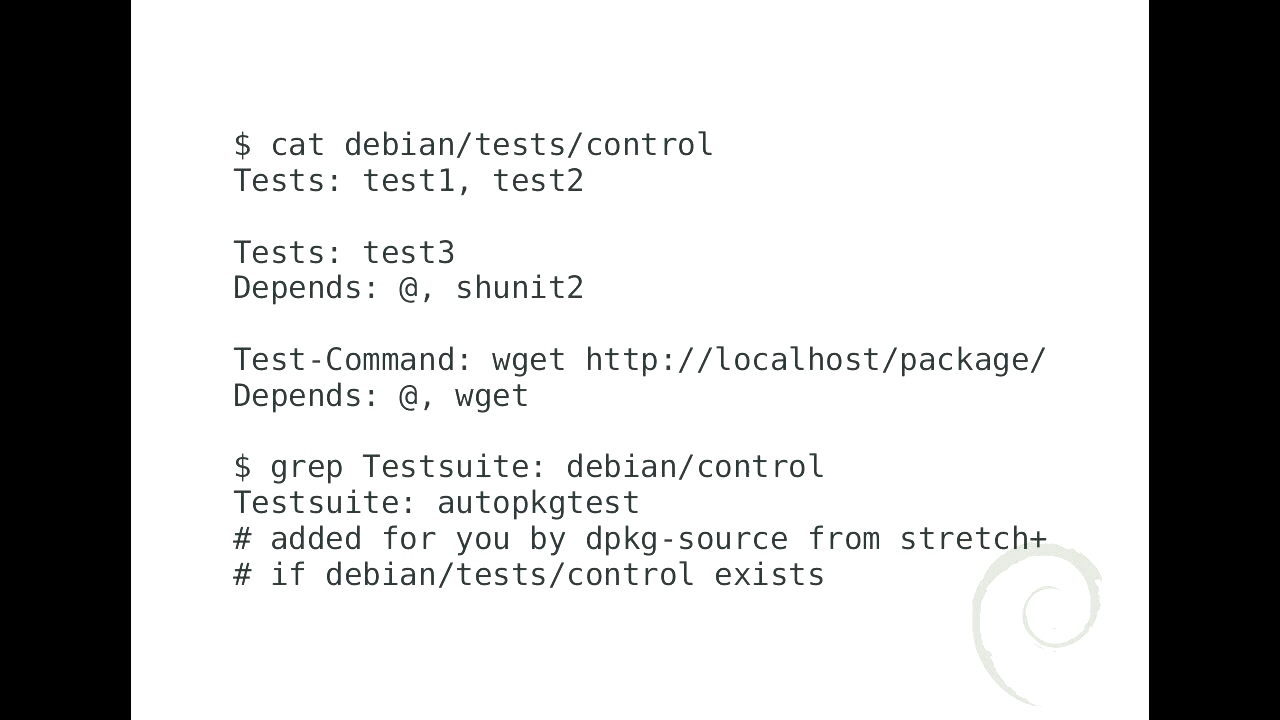 $ cat debian/tests/control
Tests: test1, test2
Tests: test3
Depends: @, shunit2
Test-Command: wget http://localhost/package/
Depends: @, wget
$ grep Testsuite: debian/control
Testsuite: autopkgtest
# added for you by dpkg-source from stretch+
# if debian/tests/control exists